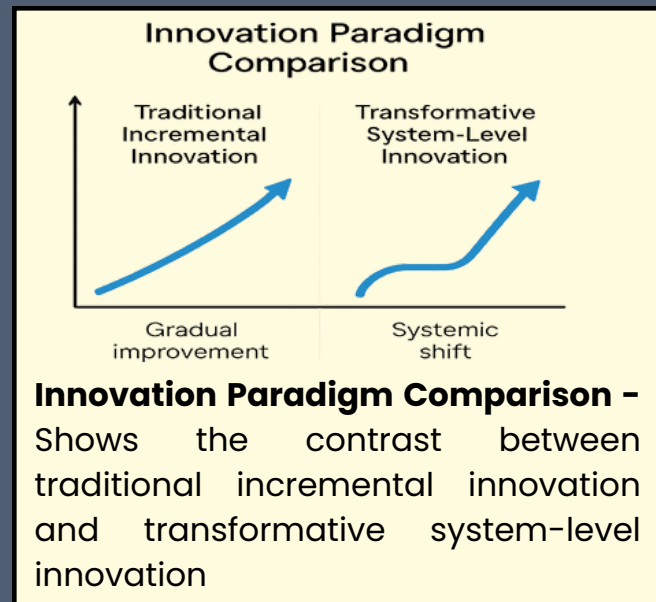 Innovation Paradigm
Comparison
Traditional
Incremental
Innovation
Transformative
System-Level
Innovation
Gradual
improvement
Systemic
shift
Innovation Paradigm Comparison -
Shows the contrast between
traditional incremental innovation
and transformative system-level
innovation